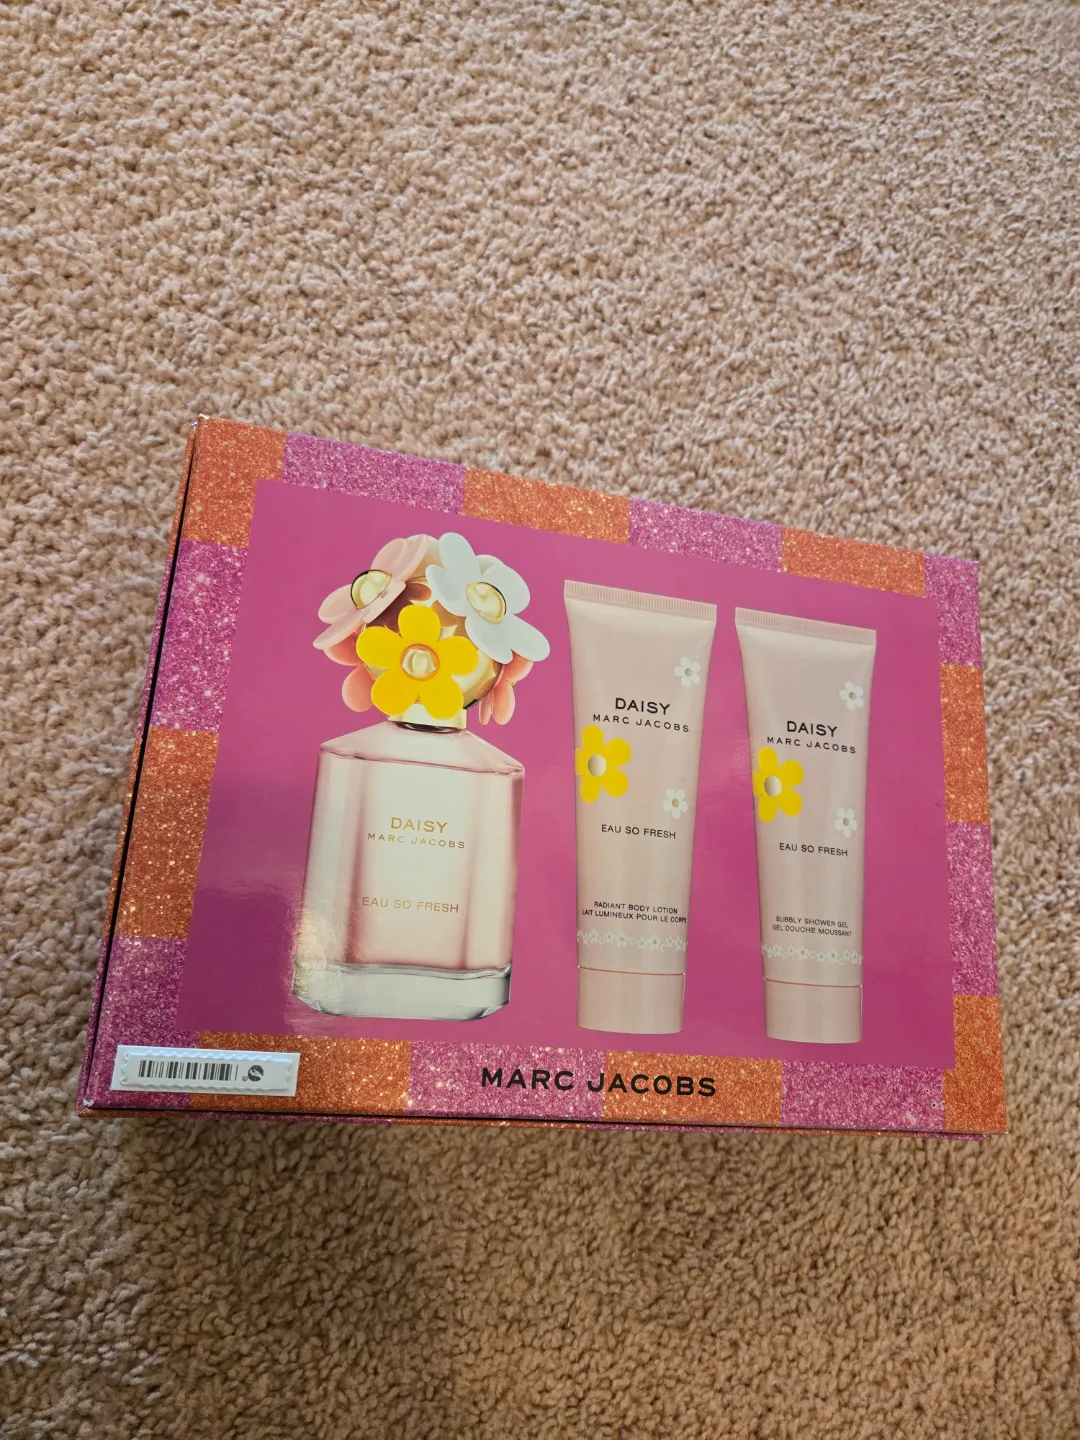 DAISY
MARC JACOBS
EAU SO FRESH
DAISY
MARC JACOBS
EAU SO FRESH
RADIANT BODY LOTION
LAIT LUMINEUX POUR LE CORPS
DAISY
MARC JACOBS
EAU SO FRESH
BUBBLY SHOWER GEL
GEL DOUCHE MOUSSANT
MARC JACOBS